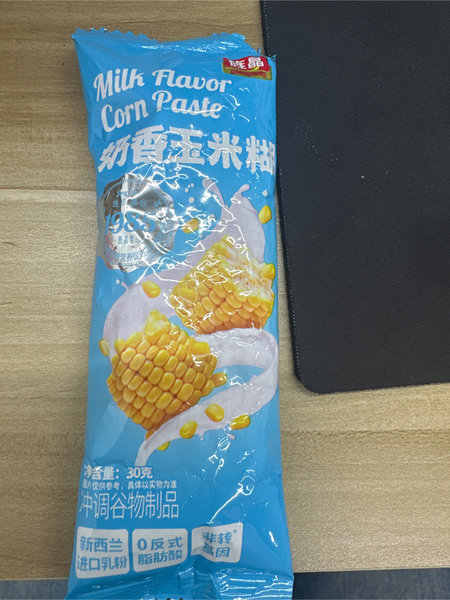 旺晶
Milk Flavor
Corn Paste
奶香玉米糊
净含量：30克
图片仅供参考，具体以实物为准
冲调谷物制品
新西兰
进口乳粉
0反式
脂肪酸
非转
基因